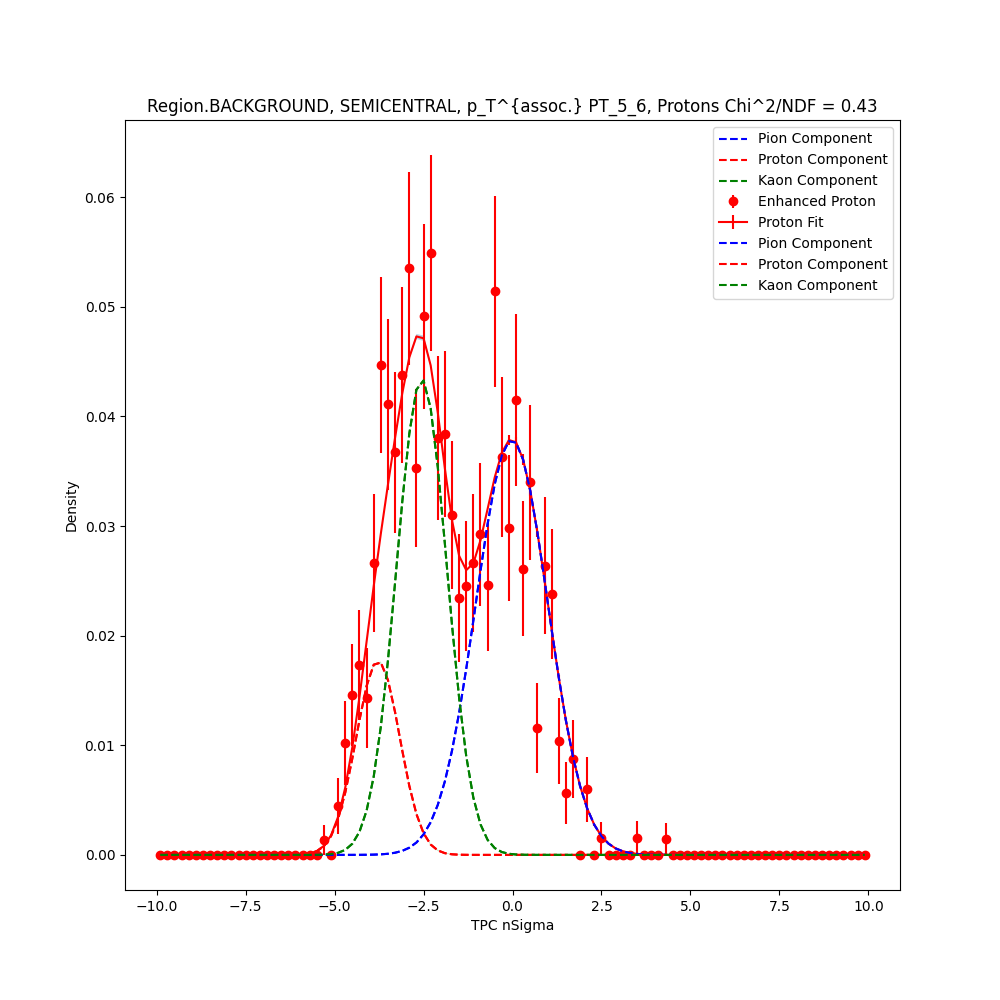 Region.BACKGROUND, SEMICENTRAL, p_T^{assoc.} PT_5_6, Protons Chi^2/NDF = 0.43
Pion Component
Proton Component
Kaon Component
Enhanced Proton
Proton Fit
Pion Component
Proton Component
Kaon Component
0.06
0.05
0.04
0.03
0.02
0.01
0.00
Density
−10.0 −7.5 −5.0 −2.5 0.0 2.5 5.0 7.5 10.0
TPC nSigma